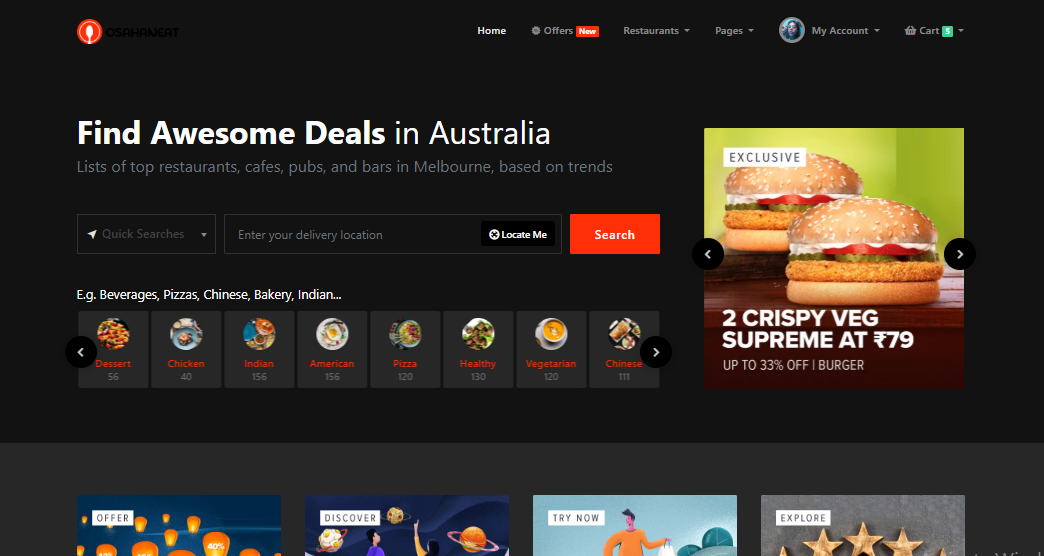 OSAHANEAT
Home
Offers New
Restaurants
Pages
My Account
Cart 5
Find Awesome Deals in Australia
Lists of top restaurants, cafes, pubs, and bars in Melbourne, based on trends
Quick Searches
Enter your delivery location
Locate Me
Search
E.g. Beverages, Pizzas, Chinese, Bakery, Indian...
Dessert
56
Chicken
40
Indian
156
American
156
Pizza
120
Healthy
130
Vegetarian
120
Chinese
111
EXCLUSIVE
2 CRISPY VEG
SUPREME AT ₹79
UP TO 33% OFF | BURGER
OFFER
40%
DISCOVER
TRY NOW
EXPLORE